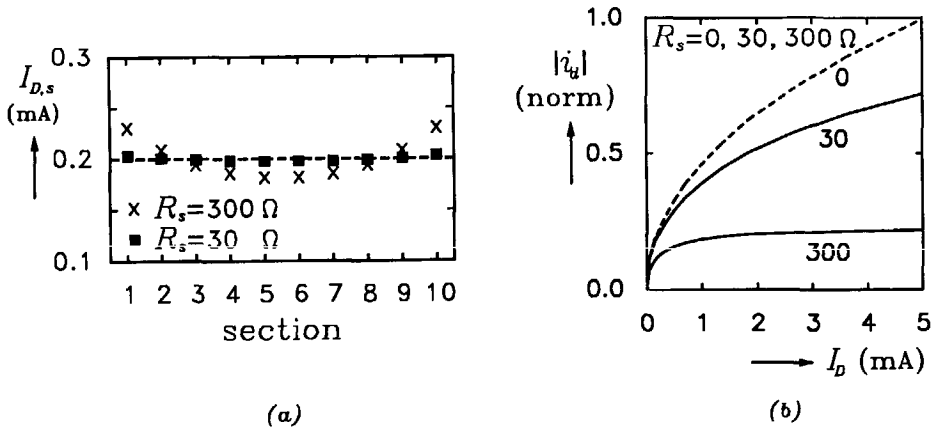 0.3
I_{D,s}
(mA)
0.2
0.1
× R_s=300 Ω
■ R_s=30 Ω
1 2 3 4 5 6 7 8 9 10
section
(a)
1.0
R_s=0, 30, 300 Ω
|i_d|
(norm)
0
30
0.5
300
0.0
0 1 2 3 4 5
I_D (mA)
(b)